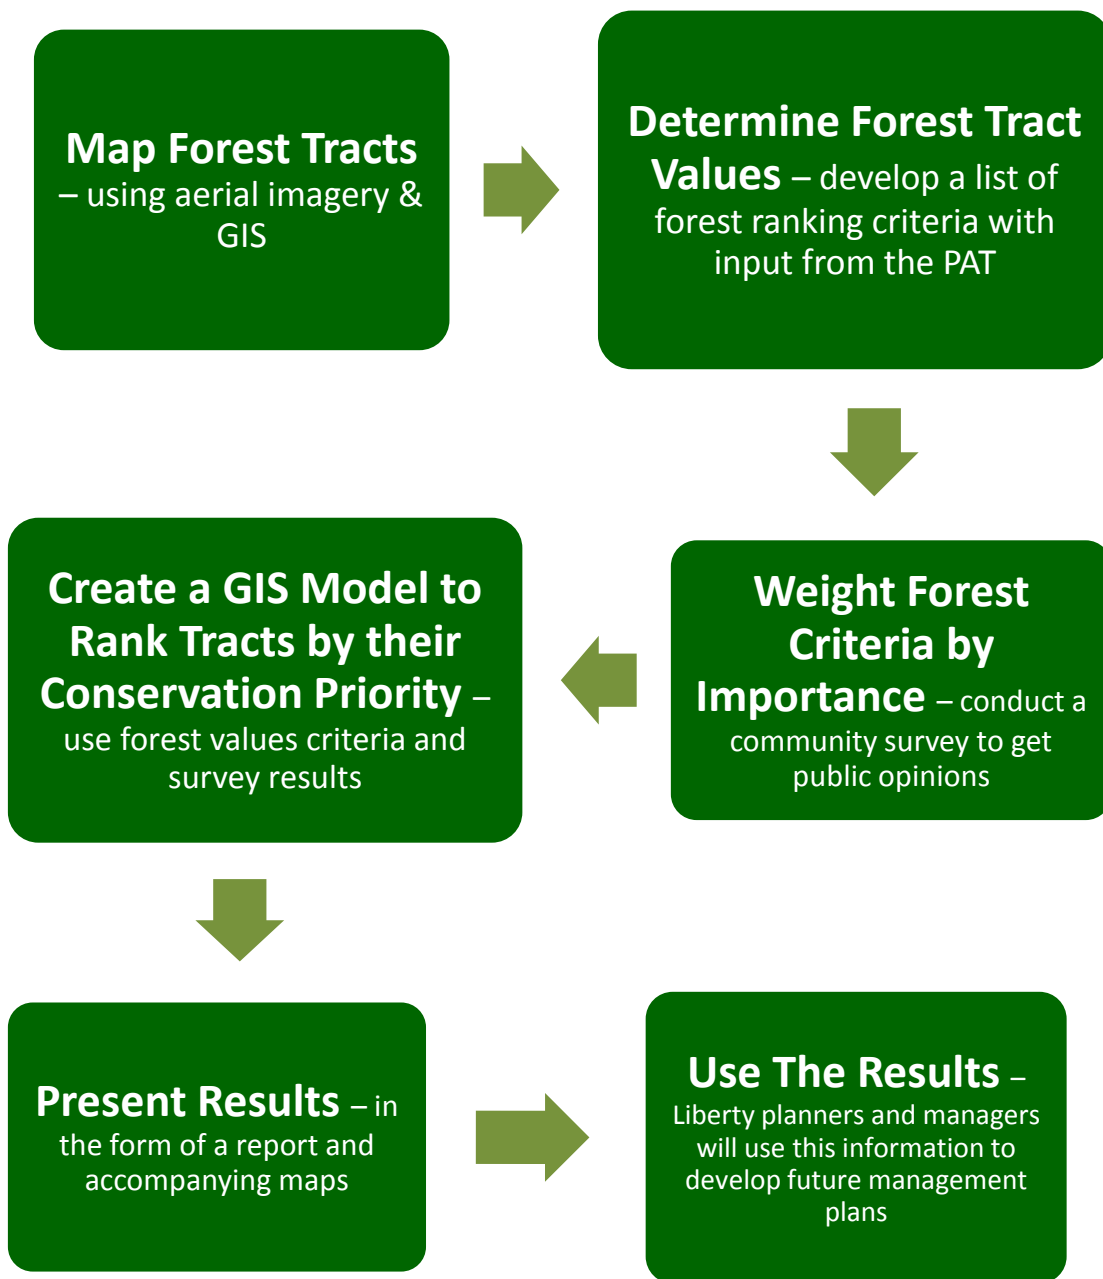 Map Forest Tracts
– using aerial imagery &
GIS
Determine Forest Tract
Values – develop a list of
forest ranking criteria with
input from the PAT
Weight Forest
Criteria by
Importance – conduct a
community survey to get
public opinions
Create a GIS Model to
Rank Tracts by their
Conservation Priority –
use forest values criteria and
survey results
Present Results – in
the form of a report and
accompanying maps
Use The Results –
Liberty planners and managers
will use this information to
develop future management
plans